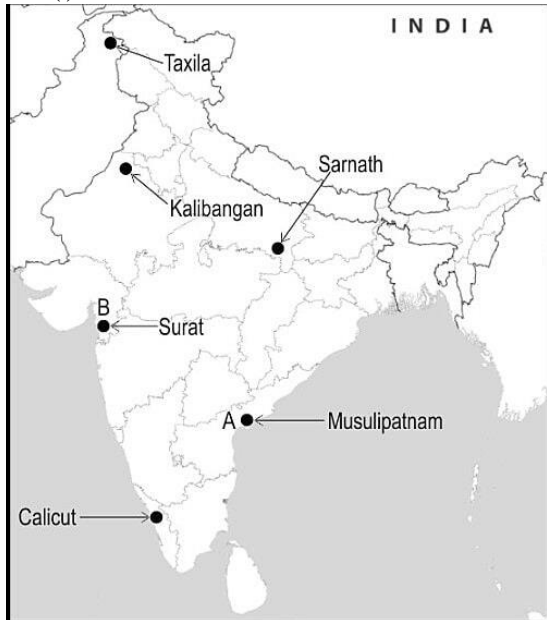 INDIA
Taxila
Sarnath
Kalibangan
B
Surat
A
Musulipatnam
Calicut